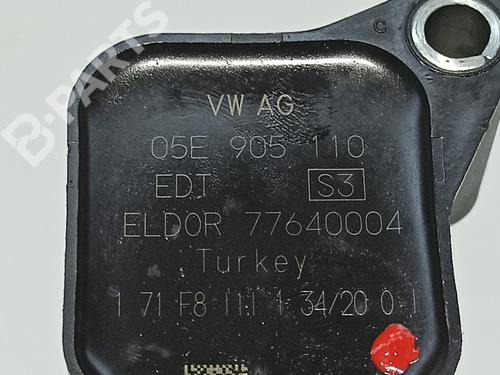 B-PARTS
C
VW AG
05E 905 110
EDT S3
ELDOR 77640004
Turkey
1 71 F8 111 1 34/20 0 1